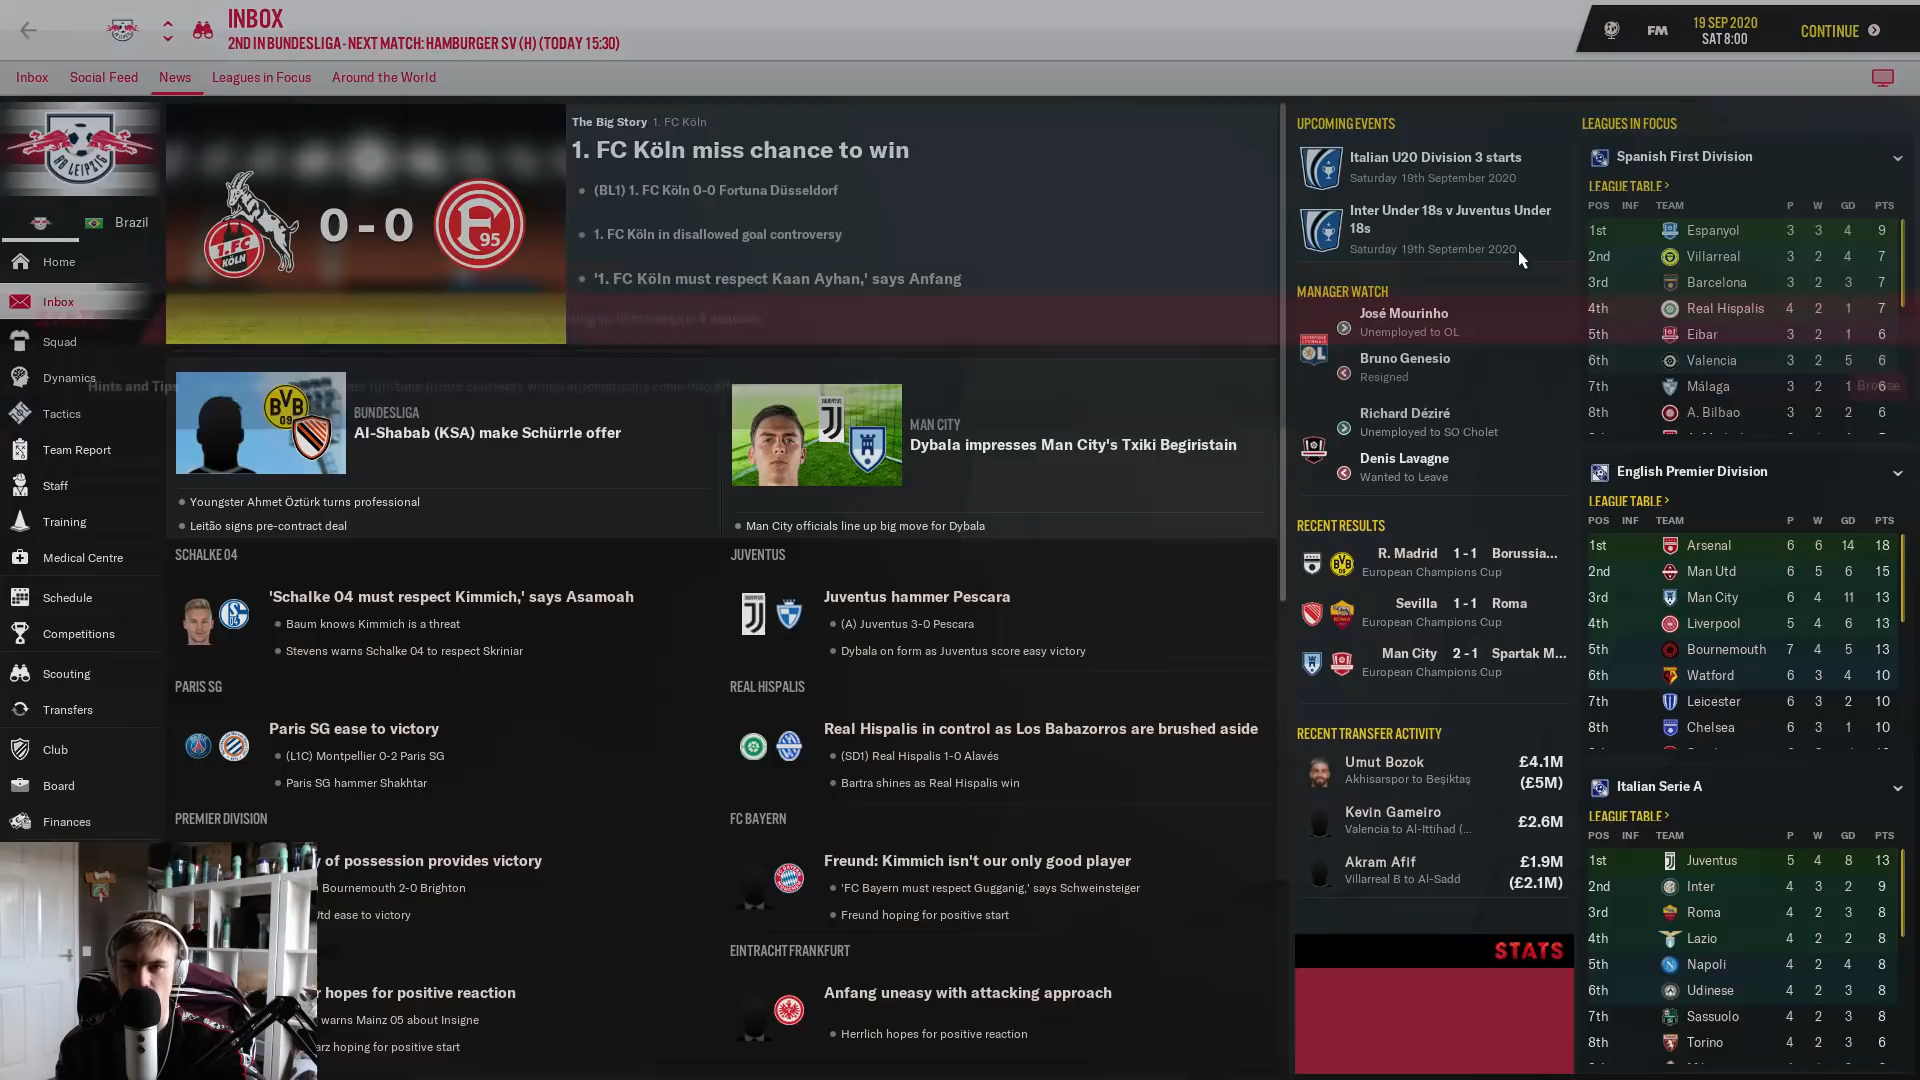 INBOX
2ND IN BUNDESLIGA - NEXT MATCH: HAMBURGER SV (H) (TODAY 15:30)
FM
19 SEP 2020
SAT 8:00
CONTINUE
Inbox
Social Feed
News
Leagues in Focus
Around the World
RB LEIPZIG
Brazil
Home
Inbox
Squad
Dynamics
Hints and Tips
Tactics
Team Report
Staff
Training
Medical Centre
Schedule
Competitions
Scouting
Transfers
Club
Board
Finances
1.FC KÖLN
0 - 0
F95
The Big Story 1. FC Köln
1. FC Köln miss chance to win
(BL1) 1. FC Köln 0-0 Fortuna Düsseldorf
1. FC Köln in disallowed goal controversy
'1. FC Köln must respect Kaan Ayhan,' says Anfang
BVB 09
BUNDESLIGA
Al-Shabab (KSA) make Schürrle offer
Youngster Ahmet Öztürk turns professional
Leitão signs pre-contract deal
MAN CITY
Dybala impresses Man City's Txiki Begiristain
Man City officials line up big move for Dybala
SCHALKE 04
'Schalke 04 must respect Kimmich,' says Asamoah
Baum knows Kimmich is a threat
Stevens warns Schalke 04 to respect Skriniar
JUVENTUS
Juventus hammer Pescara
(A) Juventus 3-0 Pescara
Dybala on form as Juventus score easy victory
PARIS SG
Paris SG ease to victory
(L1C) Montpellier 0-2 Paris SG
Paris SG hammer Shakhtar
REAL HISPALIS
Real Hispalis in control as Los Babazorros are brushed aside
(SD1) Real Hispalis 1-0 Alavés
Bartra shines as Real Hispalis win
PREMIER DIVISION
y of possession provides victory
Bournemouth 2-0 Brighton
td ease to victory
FC BAYERN
Freund: Kimmich isn't our only good player
'FC Bayern must respect Gugganig,' says Schweinsteiger
Freund hoping for positive start
r hopes for positive reaction
warns Mainz 05 about Insigne
arz hoping for positive start
EINTRACHT FRANKFURT
Anfang uneasy with attacking approach
Herrlich hopes for positive reaction
UPCOMING EVENTS
Italian U20 Division 3 starts
Saturday 19th September 2020
Inter Under 18s v Juventus Under
18s
Saturday 19th September 2020
MANAGER WATCH
José Mourinho
Unemployed to OL
Bruno Genesio
Resigned
Richard Déziré
Unemployed to SO Cholet
Denis Lavagne
Wanted to Leave
RECENT RESULTS
R. Madrid 1 - 1 Borussia...
European Champions Cup
Sevilla 1 - 1 Roma
European Champions Cup
Man City 2 - 1 Spartak M...
European Champions Cup
RECENT TRANSFER ACTIVITY
Umut Bozok £4.1M
Akhisarspor to Beşiktaş (£5M)
Kevin Gameiro £2.6M
Valencia to Al-Ittihad (...
Akram Afif £1.9M
Villarreal B to Al-Sadd (£2.1M)
STATS
LEAGUES IN FOCUS
Spanish First Division
LEAGUE TABLE >
POS INF TEAM P W GD PTS
1st Espanyol 3 3 4 9
2nd Villarreal 3 2 4 7
3rd Barcelona 3 2 3 7
4th Real Hispalis 4 2 1 7
5th Eibar 3 2 1 6
6th Valencia 3 2 5 6
7th Málaga 3 2 1 6
Browse
8th A. Bilbao 3 2 2 6
English Premier Division
LEAGUE TABLE >
POS INF TEAM P W GD PTS
1st Arsenal 6 6 14 18
2nd Man Utd 6 5 6 15
3rd Man City 6 4 11 13
4th Liverpool 5 4 6 13
5th Bournemouth 7 4 5 13
6th Watford 6 3 4 10
7th Leicester 6 3 2 10
8th Chelsea 6 3 1 10
Italian Serie A
LEAGUE TABLE >
POS INF TEAM P W GD PTS
1st Juventus 5 4 8 13
2nd Inter 4 3 2 9
3rd Roma 4 2 3 8
4th Lazio 4 2 2 8
5th Napoli 4 2 4 8
6th Udinese 4 2 3 8
7th Sassuolo 4 2 3 8
8th Torino 4 2 3 6